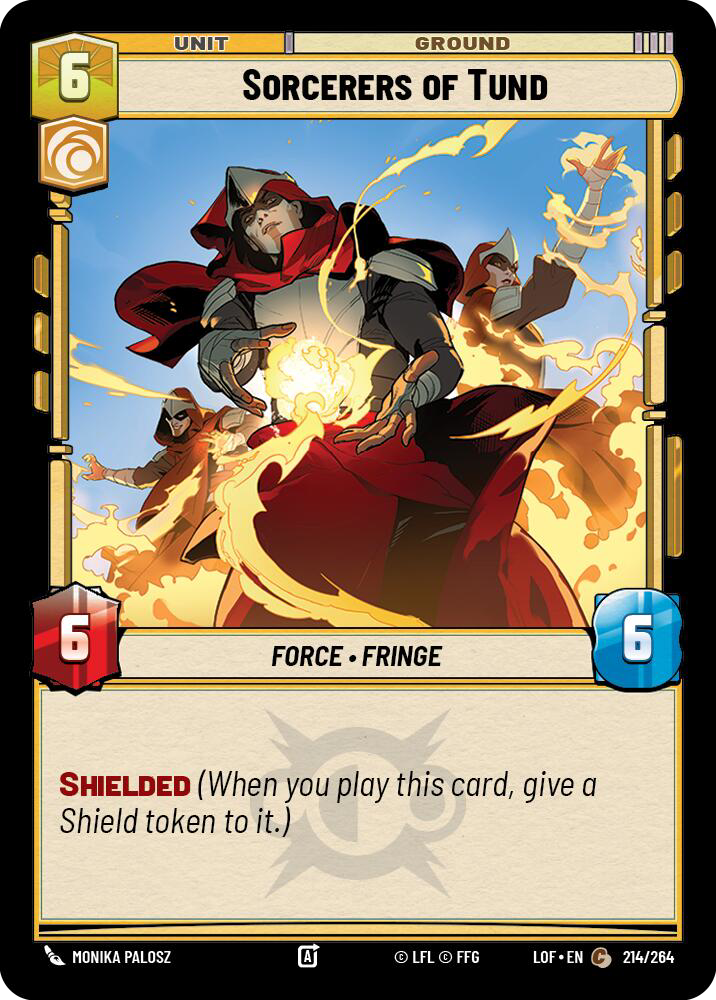 UNIT GROUND
6 SORCERERS OF TUND
6 FORCE • FRINGE 6
SHIELDED (When you play this card, give a
Shield token to it.)
MONIKA PALOSZ A © LFL © FFG LOF • EN C 214/264